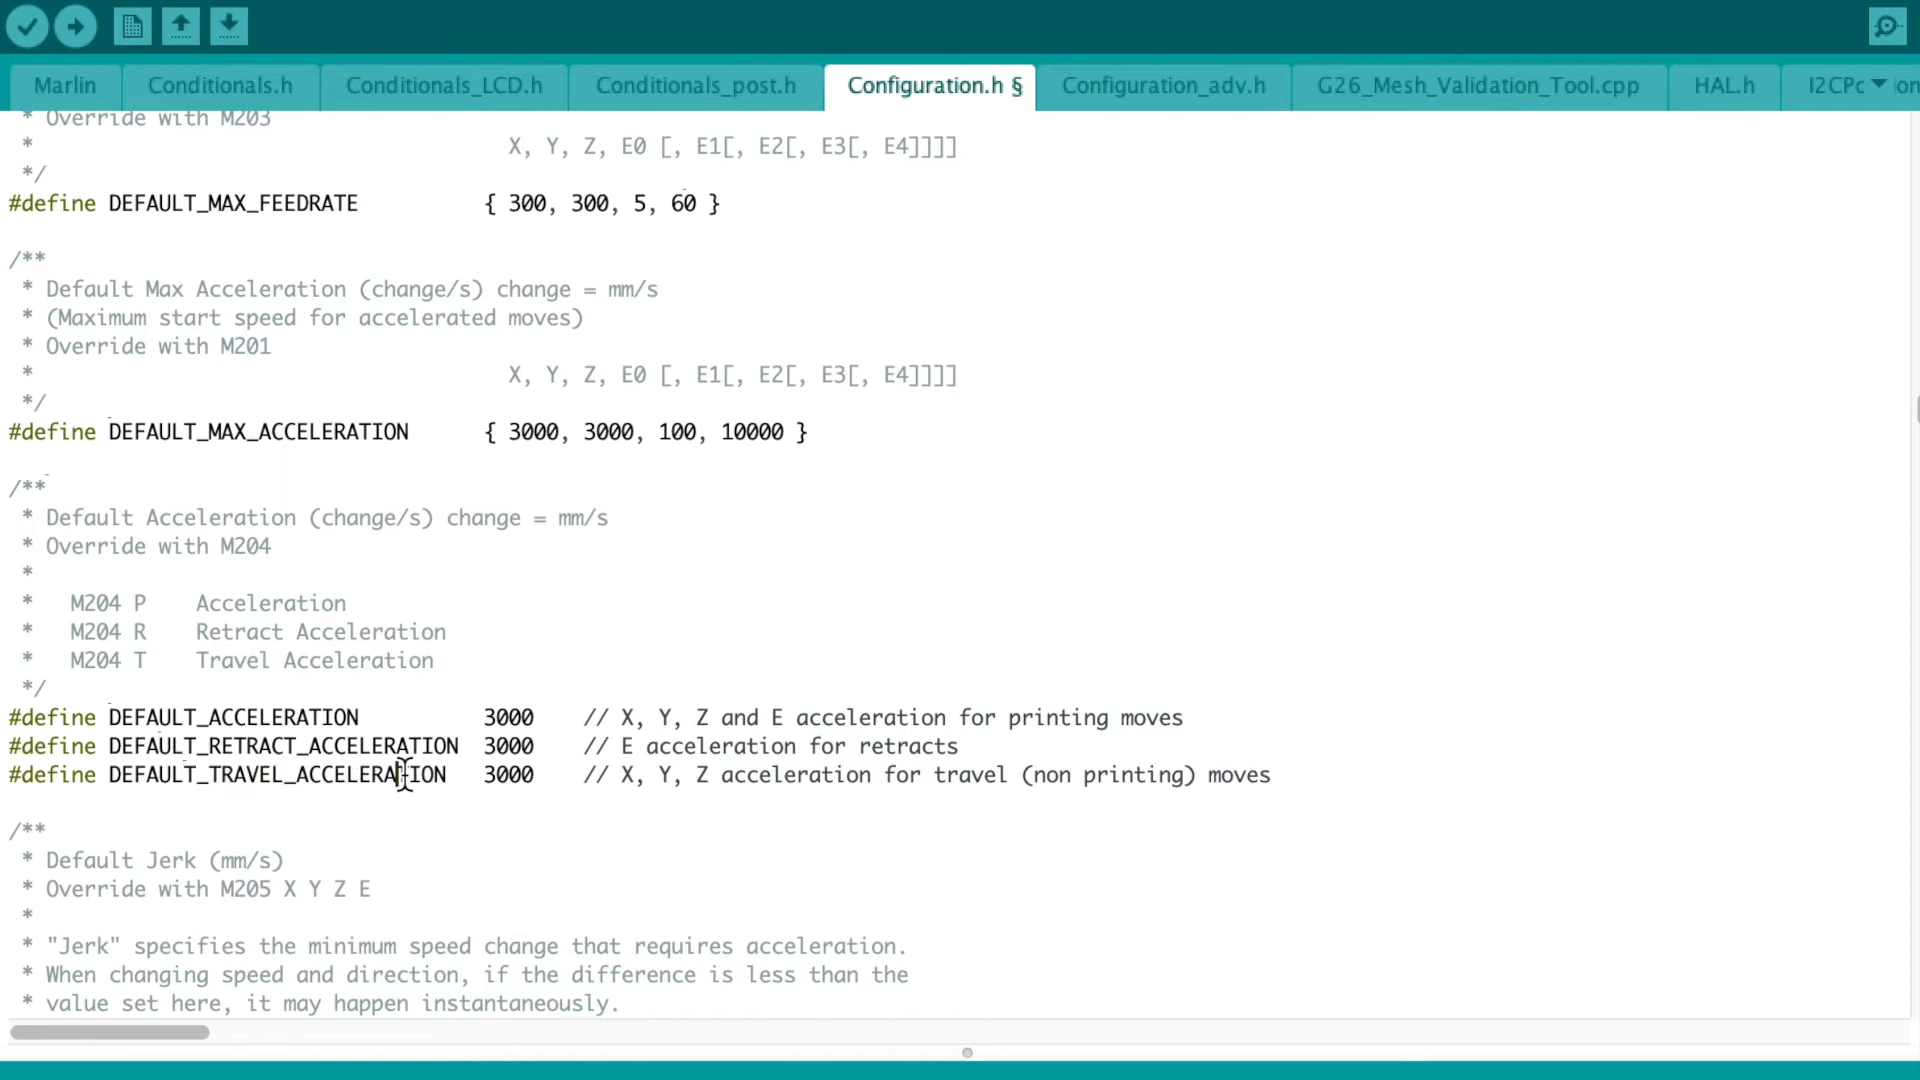 Marlin
Conditionals.h
Conditionals_LCD.h
Conditionals_post.h
Configuration.h §
Configuration_adv.h
G26_Mesh_Validation_Tool.cpp
HAL.h
* Override with M203
* X, Y, Z, E0 [, E1[, E2[, E3[, E4]]]]
*/
#define DEFAULT_MAX_FEEDRATE { 300, 300, 5, 60 }
/**
* Default Max Acceleration (change/s) change = mm/s
* (Maximum start speed for accelerated moves)
* Override with M201
* X, Y, Z, E0 [, E1[, E2[, E3[, E4]]]]
*/
#define DEFAULT_MAX_ACCELERATION { 3000, 3000, 100, 10000 }
/**
* Default Acceleration (change/s) change = mm/s
* Override with M204
*
* M204 P Acceleration
* M204 R Retract Acceleration
* M204 T Travel Acceleration
*/
#define DEFAULT_ACCELERATION 3000 // X, Y, Z and E acceleration for printing moves
#define DEFAULT_RETRACT_ACCELERATION 3000 // E acceleration for retracts
#define DEFAULT_TRAVEL_ACCELERATION 3000 // X, Y, Z acceleration for travel (non printing) moves
/**
* Default Jerk (mm/s)
* Override with M205 X Y Z E
*
* "Jerk" specifies the minimum speed change that requires acceleration.
* When changing speed and direction, if the difference is less than the
* value set here, it may happen instantaneously.